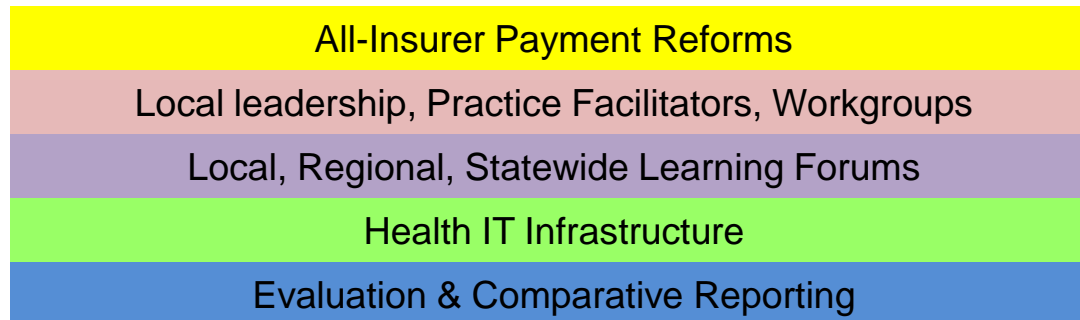 All-Insurer Payment Reforms
Local leadership, Practice Facilitators, Workgroups
Local, Regional, Statewide Learning Forums
Health IT Infrastructure
Evaluation & Comparative Reporting